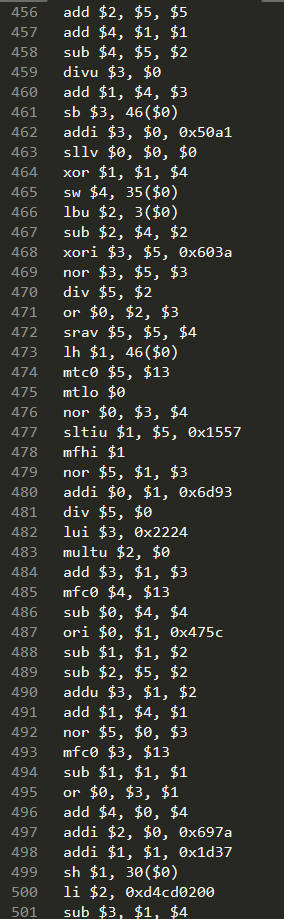 456 add $2, $5, $5
457 add $4, $1, $1
458 sub $4, $5, $2
459 divu $3, $0
460 add $1, $4, $3
461 sb $3, 46($0)
462 addi $3, $0, 0x50a1
463 sllv $0, $0, $0
464 xor $1, $1, $4
465 sw $4, 35($0)
466 lbu $2, 3($0)
467 sub $2, $4, $2
468 xori $3, $5, 0x603a
469 nor $3, $5, $3
470 div $5, $2
471 or $0, $2, $3
472 srav $5, $5, $4
473 lh $1, 46($0)
474 mtc0 $5, $13
475 mtlo $0
476 nor $0, $3, $4
477 sltiu $1, $5, 0x1557
478 mfhi $1
479 nor $5, $1, $3
480 addi $0, $1, 0x6d93
481 div $5, $0
482 lui $3, 0x2224
483 multu $2, $0
484 add $3, $1, $3
485 mfc0 $4, $13
486 sub $0, $4, $4
487 ori $0, $1, 0x475c
488 sub $1, $1, $2
489 sub $2, $5, $2
490 addu $3, $1, $2
491 add $1, $4, $1
492 nor $5, $0, $3
493 mfc0 $3, $13
494 sub $1, $1, $1
495 or $0, $3, $1
496 add $4, $0, $4
497 addi $2, $0, 0x697a
498 addi $1, $1, 0x1d37
499 sh $1, 30($0)
500 li $2, 0xd4cd0200
501 sub $3, $1, $4